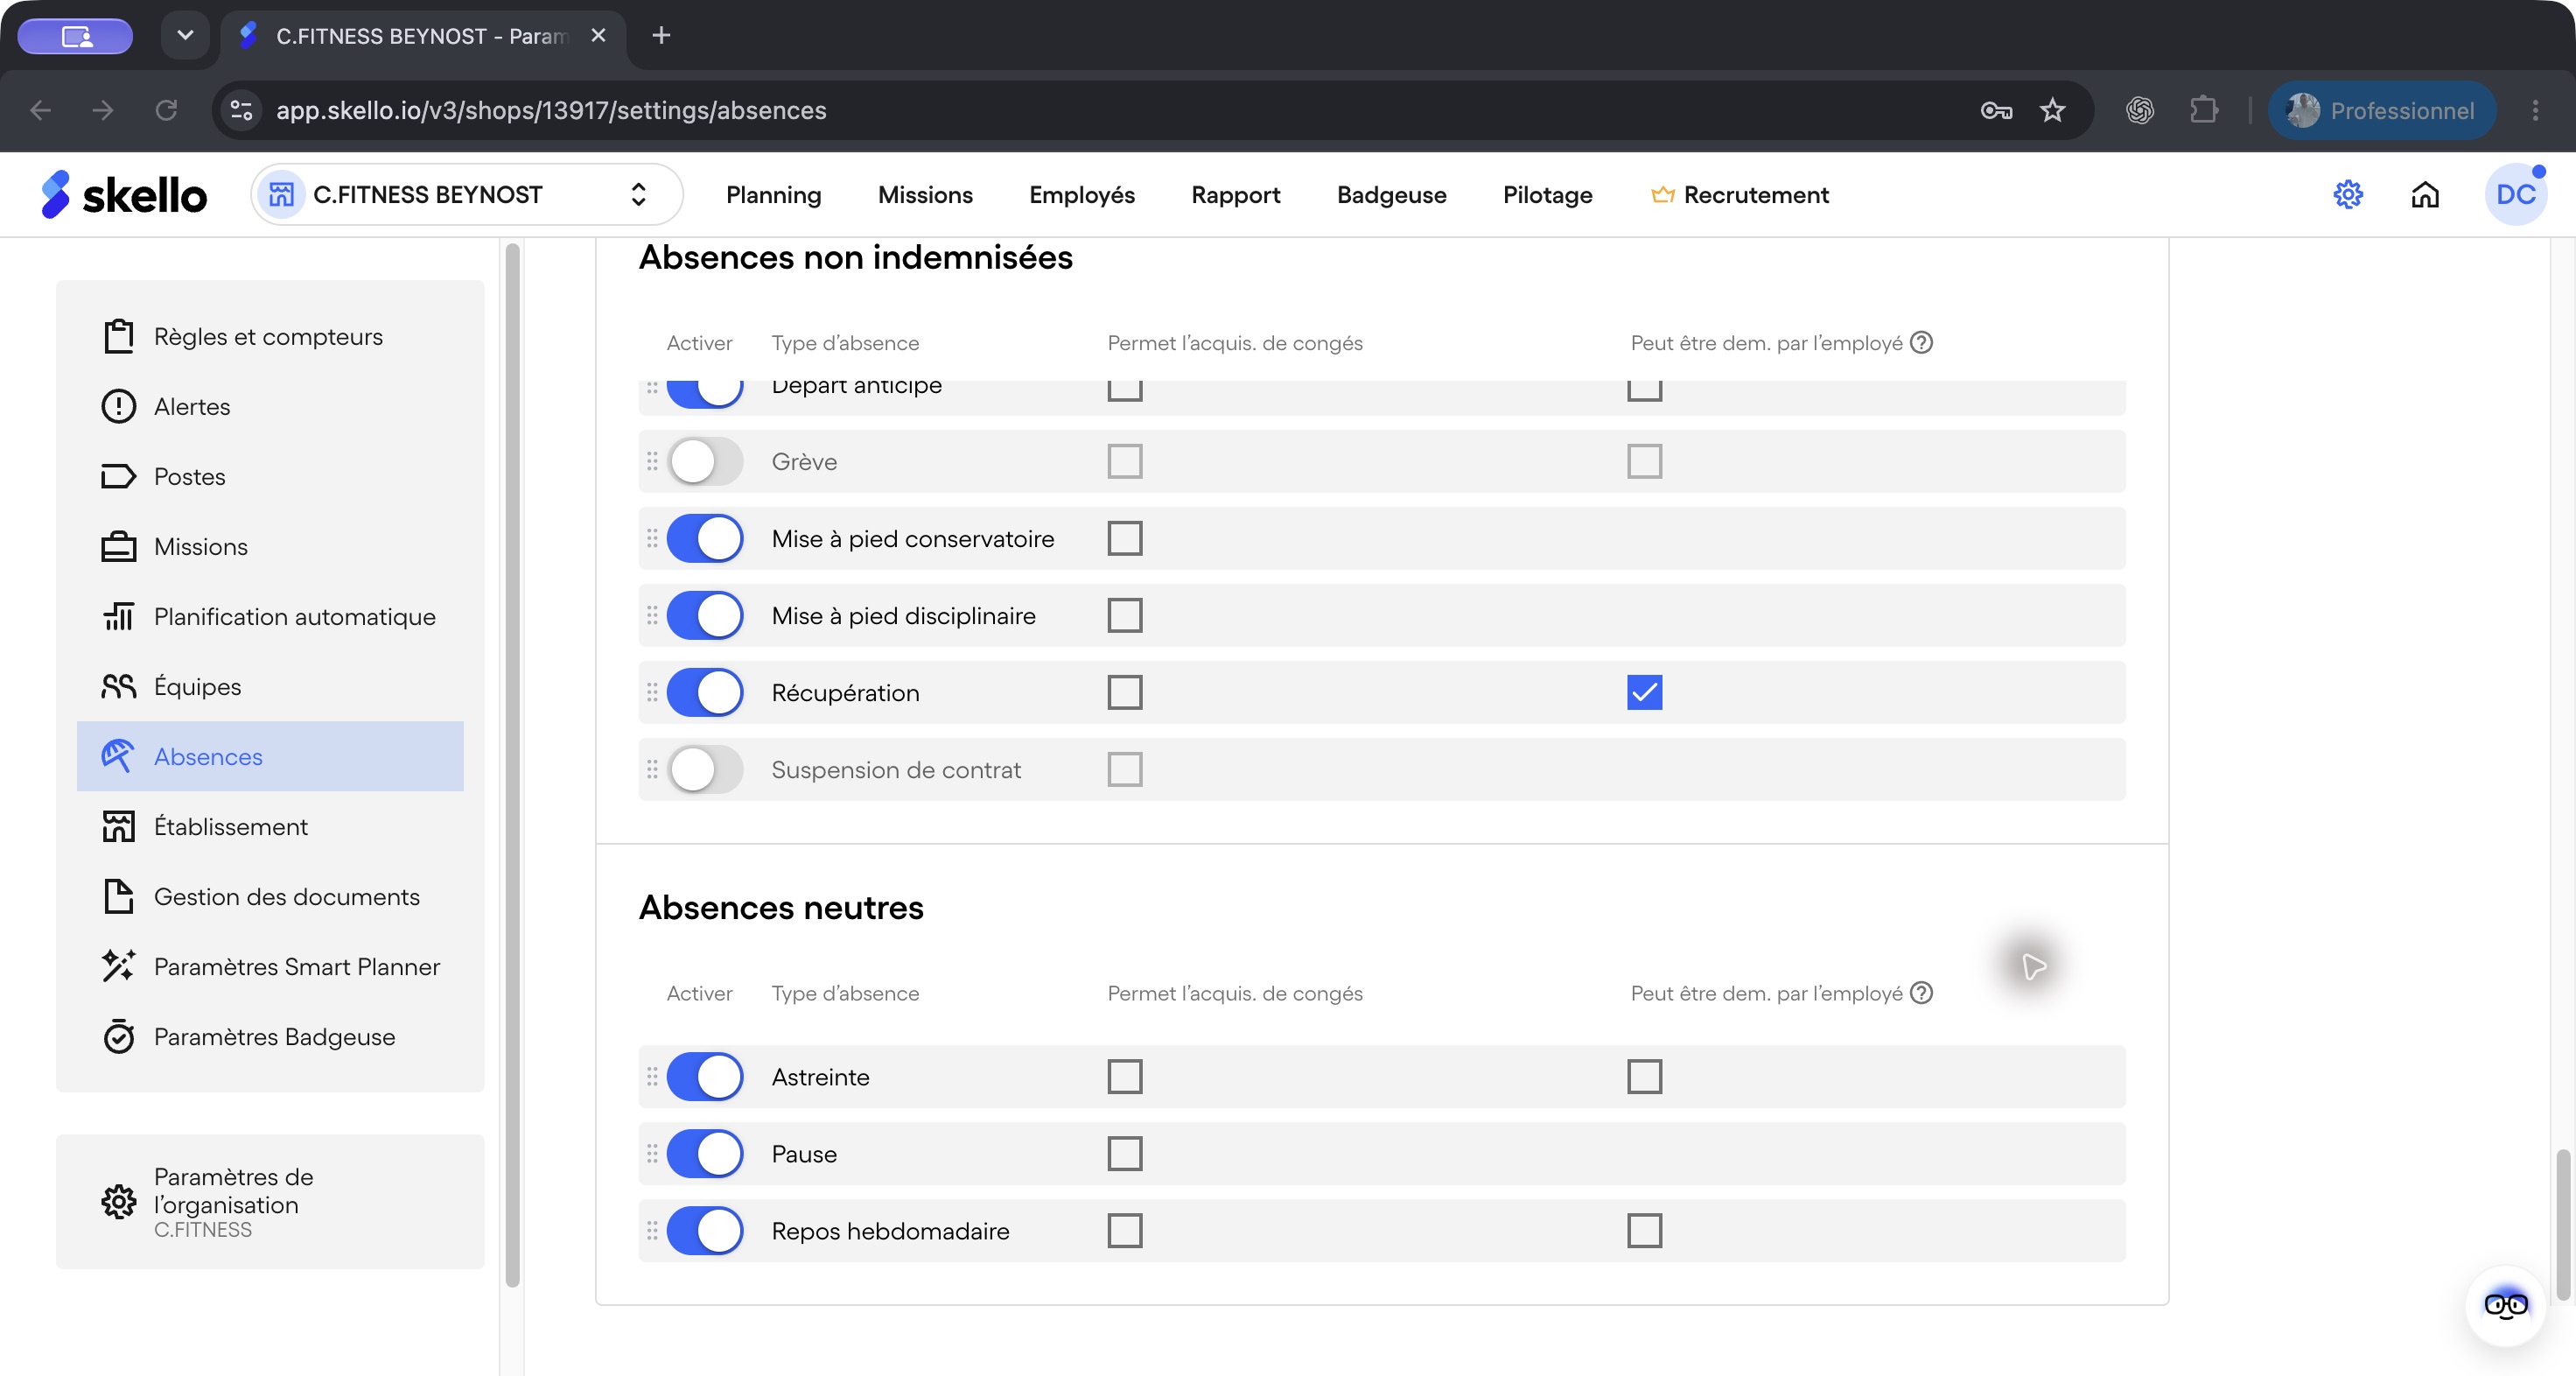 C.FITNESS BEYNOST - Param
app.skello.io/v3/shops/13917/settings/absences
Professionnel
skello
C.FITNESS BEYNOST
Planning
Missions
Employés
Rapport
Badgeuse
Pilotage
Recrutement
DC
Règles et compteurs
Alertes
Postes
Missions
Planification automatique
Équipes
Absences
Établissement
Gestion des documents
Paramètres Smart Planner
Paramètres Badgeuse
Paramètres de
l’organisation
C.FITNESS
Absences non indemnisées
Activer Type d’absence Permet l’acquis. de congés Peut être dem. par l’employé ?
Départ anticipé
Grève
Mise à pied conservatoire
Mise à pied disciplinaire
Récupération
Suspension de contrat
Absences neutres
Activer Type d’absence Permet l’acquis. de congés Peut être dem. par l’employé ?
Astreinte
Pause
Repos hebdomadaire